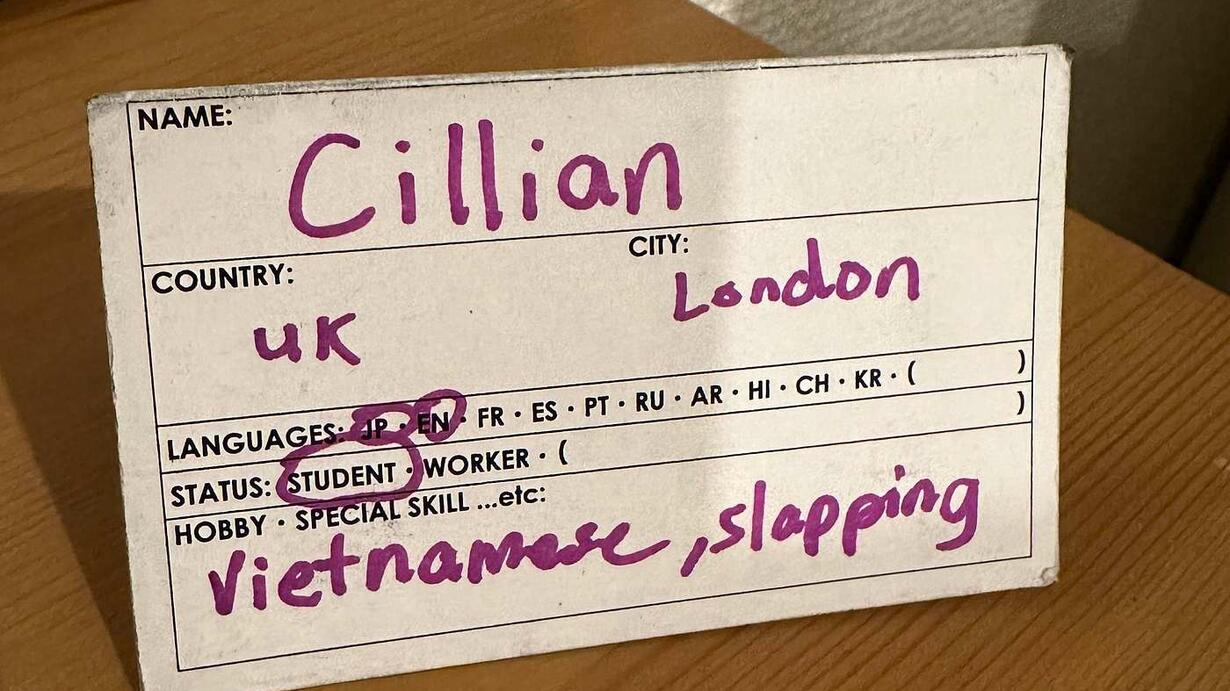 NAME:
Cillian
COUNTRY:
UK
CITY:
London
LANGUAGES: JP · EN · FR · ES · PT · RU · AR · HI · CH · KR · ( )
STATUS: STUDENT · WORKER · ( )
HOBBY · SPECIAL SKILL ...etc:
Vietnamese, slapping